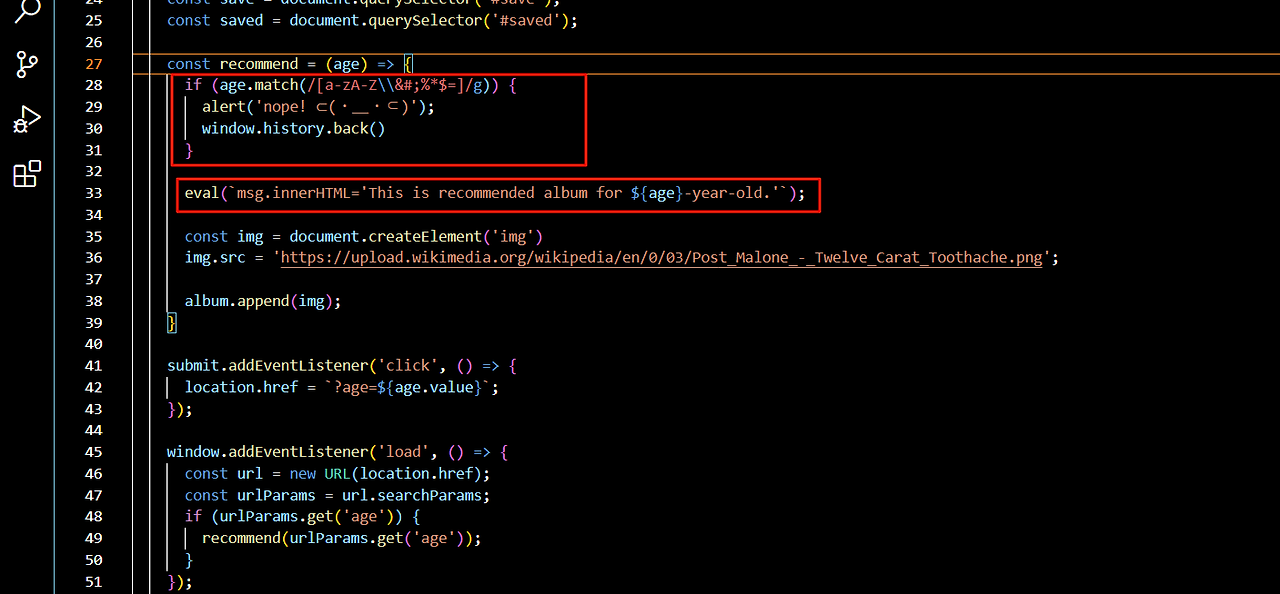 24 const save = document.querySelector('#save');
25 const saved = document.querySelector('#saved');
26
27 const recommend = (age) => {
28 if (age.match(/[a-zA-Z\\&#;%*$=]/g)) {
29 alert('nope! ⊂(・__・⊂)');
30 window.history.back()
31 }
32
33 eval(`msg.innerHTML='This is recommended album for ${age}-year-old.'`);
34
35 const img = document.createElement('img')
36 img.src = 'https://upload.wikimedia.org/wikipedia/en/0/03/Post_Malone_-_Twelve_Carat_Toothache.png';
37
38 album.append(img);
39 }
40
41 submit.addEventListener('click', () => {
42 location.href = `?age=${age.value}`;
43 });
44
45 window.addEventListener('load', () => {
46 const url = new URL(location.href);
47 const urlParams = url.searchParams;
48 if (urlParams.get('age')) {
49 recommend(urlParams.get('age'));
50 }
51 });